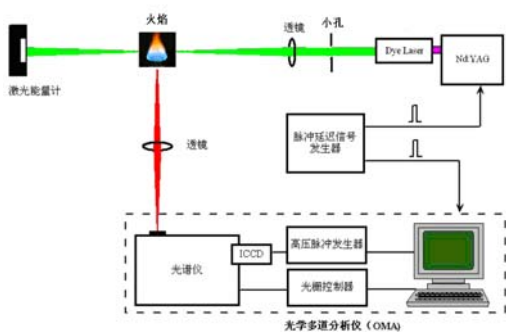 火焰
透镜
小孔
Dye Laser
Nd:YAG
激光能量计
脉冲延迟信号
发生器
透镜
光谱仪
ICCD
高压脉冲发生器
光栅控制器
光学多道分析仪（OMA）